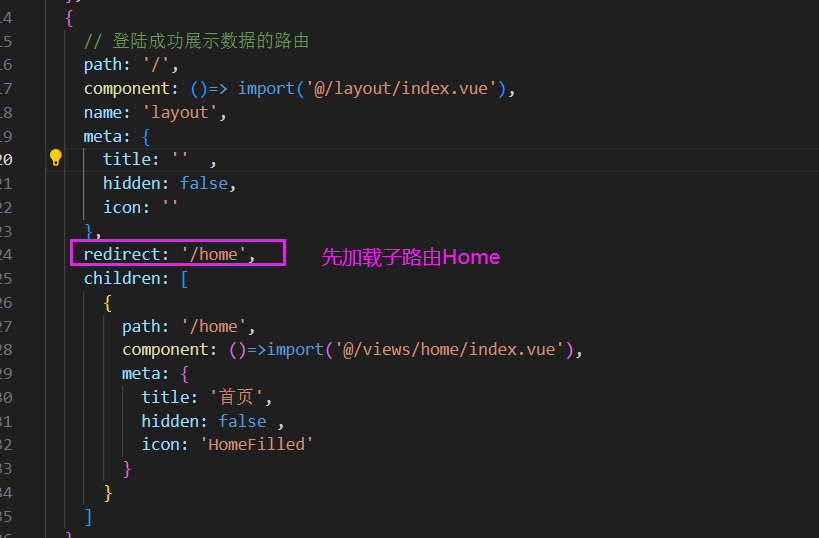 14 {
15 // 登陆成功展示数据的路由
16 path: '/',
17 component: ()=> import('@/layout/index.vue'),
18 name: 'layout',
19 meta: {
20 title: '' ,
21 hidden: false,
22 icon: ''
23 },
24 redirect: '/home', 先加载子路由Home
25 children: [
26 {
27 path: '/home',
28 component: ()=>import('@/views/home/index.vue'),
29 meta: {
30 title: '首页',
31 hidden: false ,
32 icon: 'HomeFilled'
33 }
34 }
35 ]